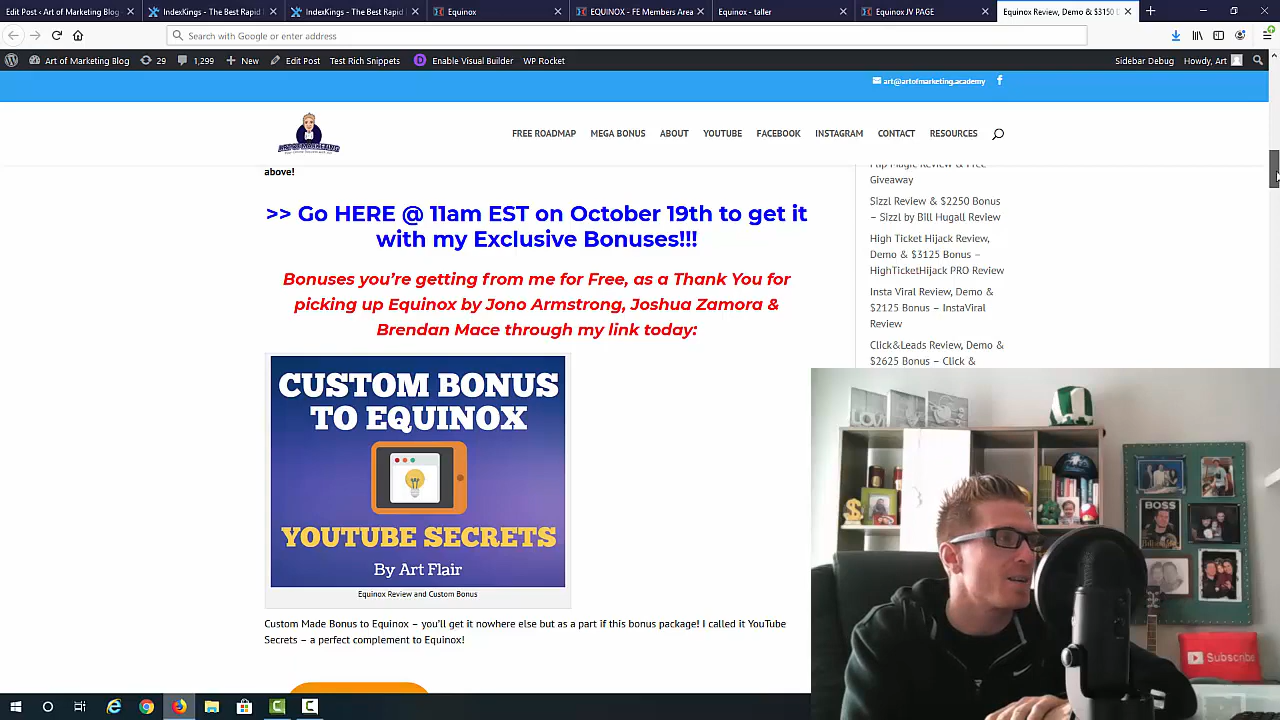 Edit Post ‹ Art of Marketing Blog
IndexKings - The Best Rapid
IndexKings - The Best Rapid
Equinox
EQUINOX - FE Members Area
Equinox - taller
Equinox JV PAGE
Equinox Review, Demo & $3150
Search with Google or enter address
Art of Marketing Blog
29
1,299
New
Edit Post
Test Rich Snippets
Enable Visual Builder
WP Rocket
Sidebar Debug
Howdy, Art
art@artofmarketing.academy
ART OF MARKETING
FREE ROADMAP
MEGA BONUS
ABOUT
YOUTUBE
FACEBOOK
INSTAGRAM
CONTACT
RESOURCES
above!
>> Go HERE @ 11am EST on October 19th to get it
with my Exclusive Bonuses!!!
Bonuses you're getting from me for Free, as a Thank You for
picking up Equinox by Jono Armstrong, Joshua Zamora &
Brendan Mace through my link today:
CUSTOM BONUS
TO EQUINOX
YOUTUBE SECRETS
By Art Flair
Equinox Review and Custom Bonus
Custom Made Bonus to Equinox – you'll get it nowhere else but as a part if this bonus package! I called it YouTube
Secrets – a perfect complement to Equinox!
Flip Magic Review & Free
Giveaway
Sizzl Review & $2250 Bonus
– Sizzl by Bill Hugall Review
High Ticket Hijack Review,
Demo & $3125 Bonus –
HighTicketHijack PRO Review
Insta Viral Review, Demo &
$2125 Bonus – InstaViral
Review
Click&Leads Review, Demo &
$2625 Bonus – Click &
BOSS
Subscribe